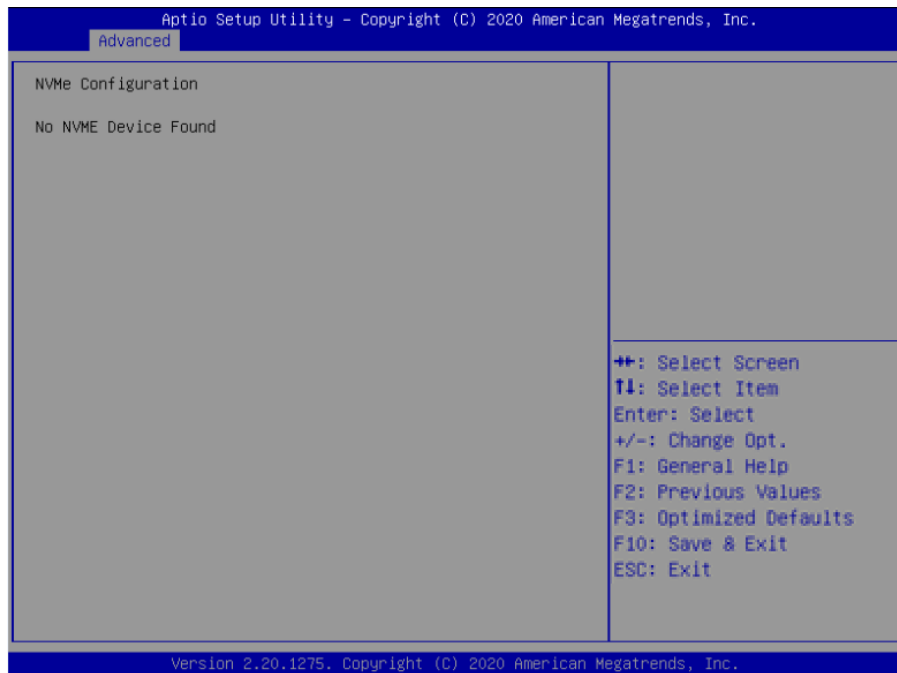 Aptio Setup Utility – Copyright (C) 2020 American Megatrends, Inc.
Advanced
NVMe Configuration
No NVME Device Found
→←: Select Screen
↑↓: Select Item
Enter: Select
+/-: Change Opt.
F1: General Help
F2: Previous Values
F3: Optimized Defaults
F10: Save & Exit
ESC: Exit
Version 2.20.1275. Copyright (C) 2020 American Megatrends, Inc.